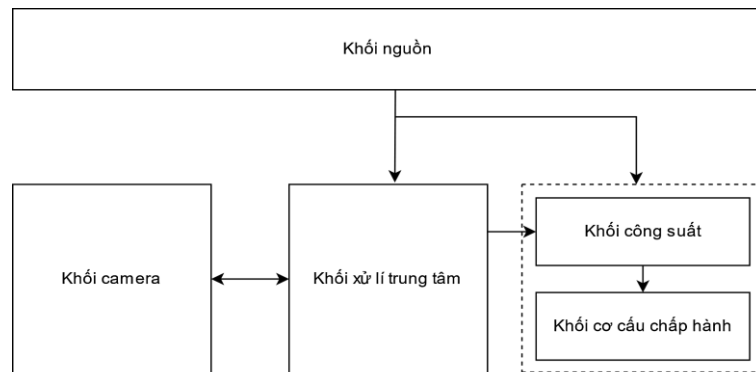 Khối nguồn
Khối công suất
Khối camera
Khối xử lí trung tâm
Khối cơ cấu chấp hành